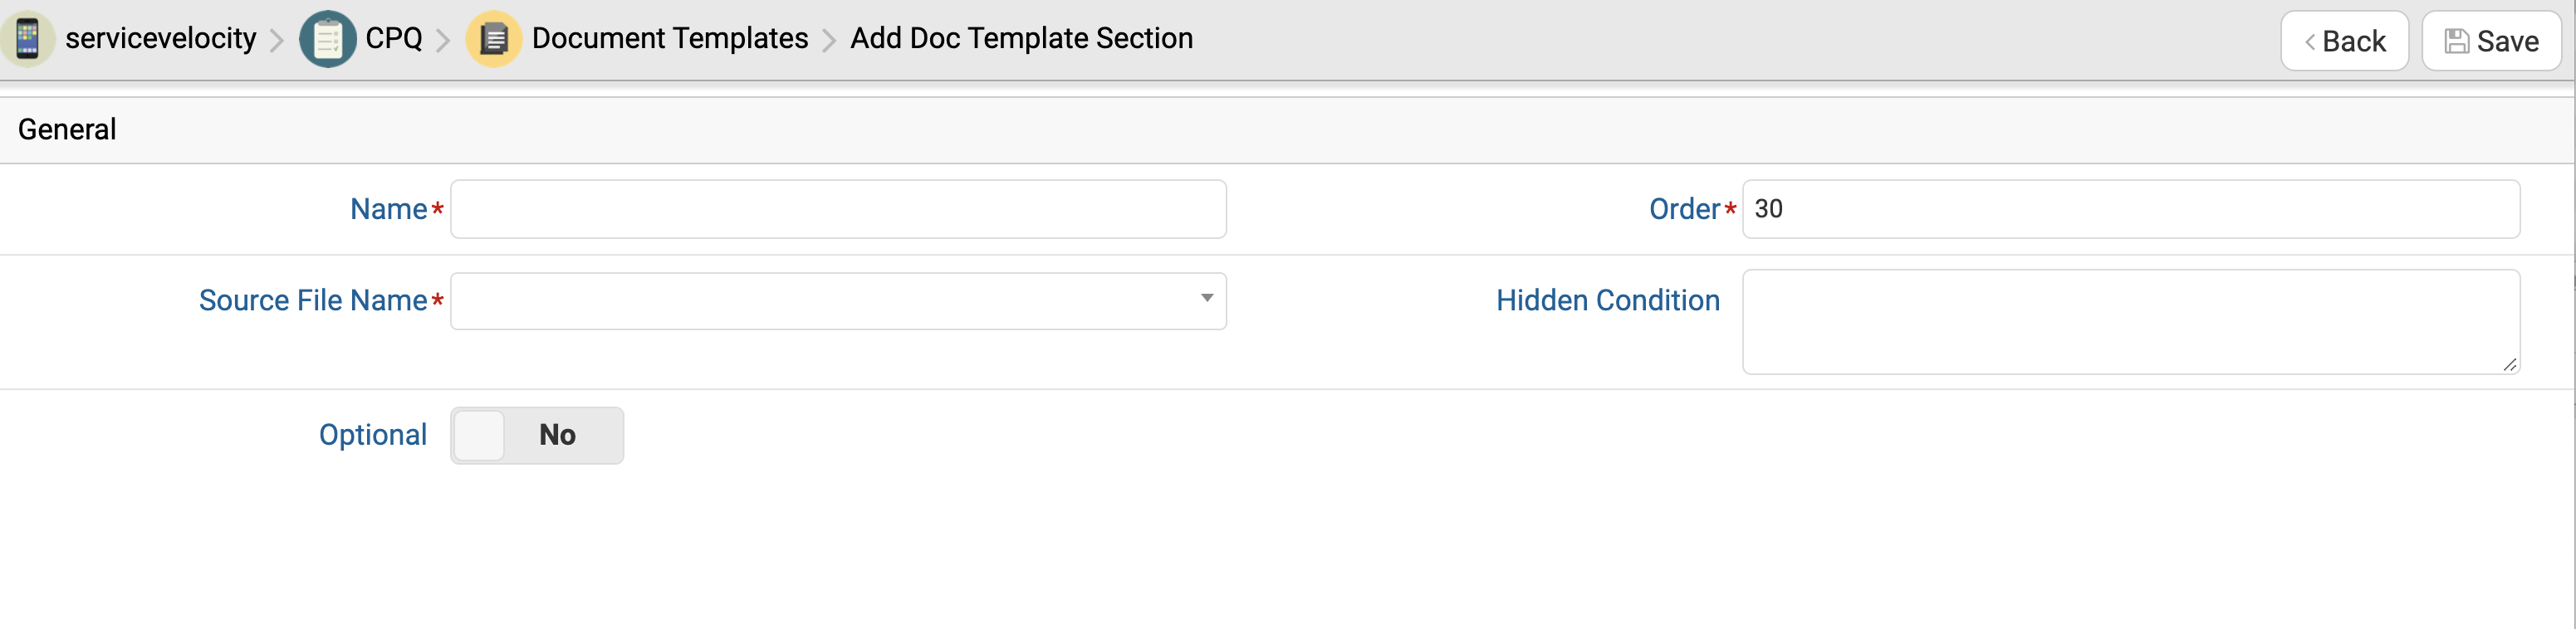 servicevelocity CPQ Document Templates Add Doc Template Section Back Save
General
Name* Order* 30
Source File Name* Hidden Condition
Optional No